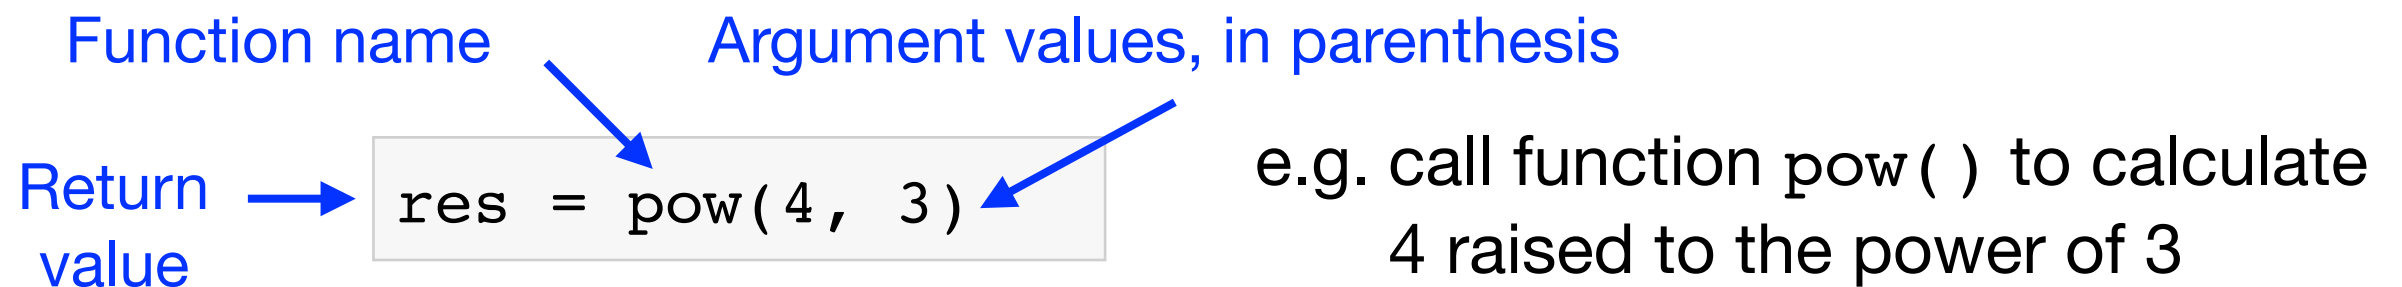 Function name
Argument values, in parenthesis
Return
value
res = pow(4, 3)
e.g. call function pow() to calculate
4 raised to the power of 3